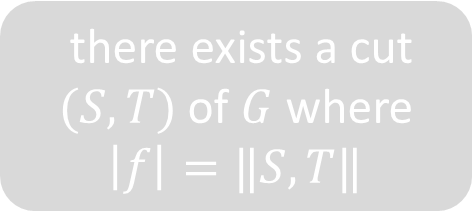 there exists a cut
(𝑆, 𝑇) of 𝐺 where
|𝑓| = ‖𝑆, 𝑇‖